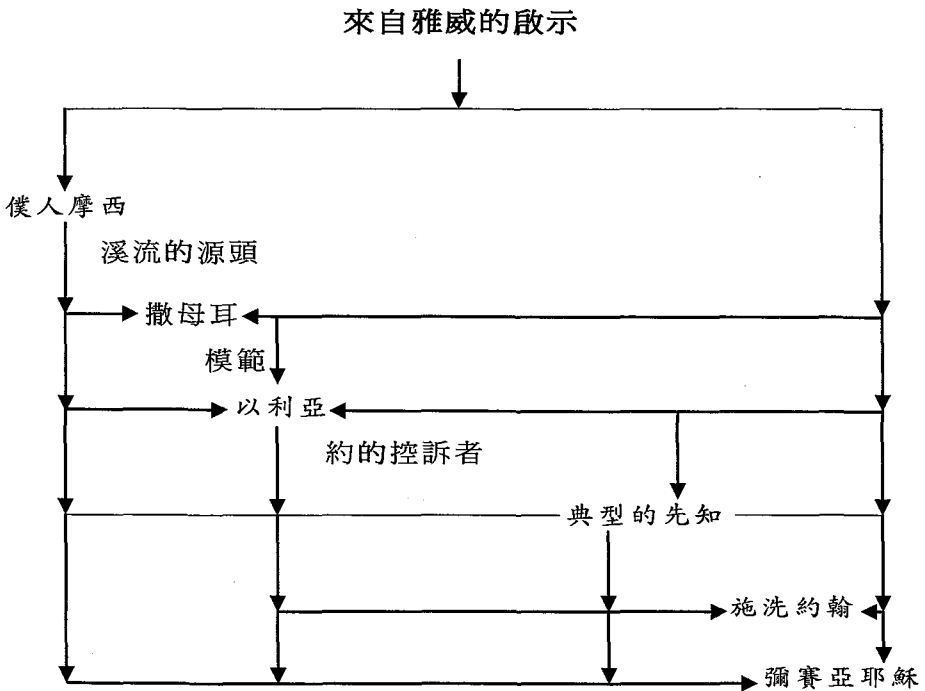 來自雅威的啟示
僕人摩西
溪流的源頭
撒母耳
模範
以利亞
約的控訴者
典型的先知
施洗約翰
彌賽亞耶穌